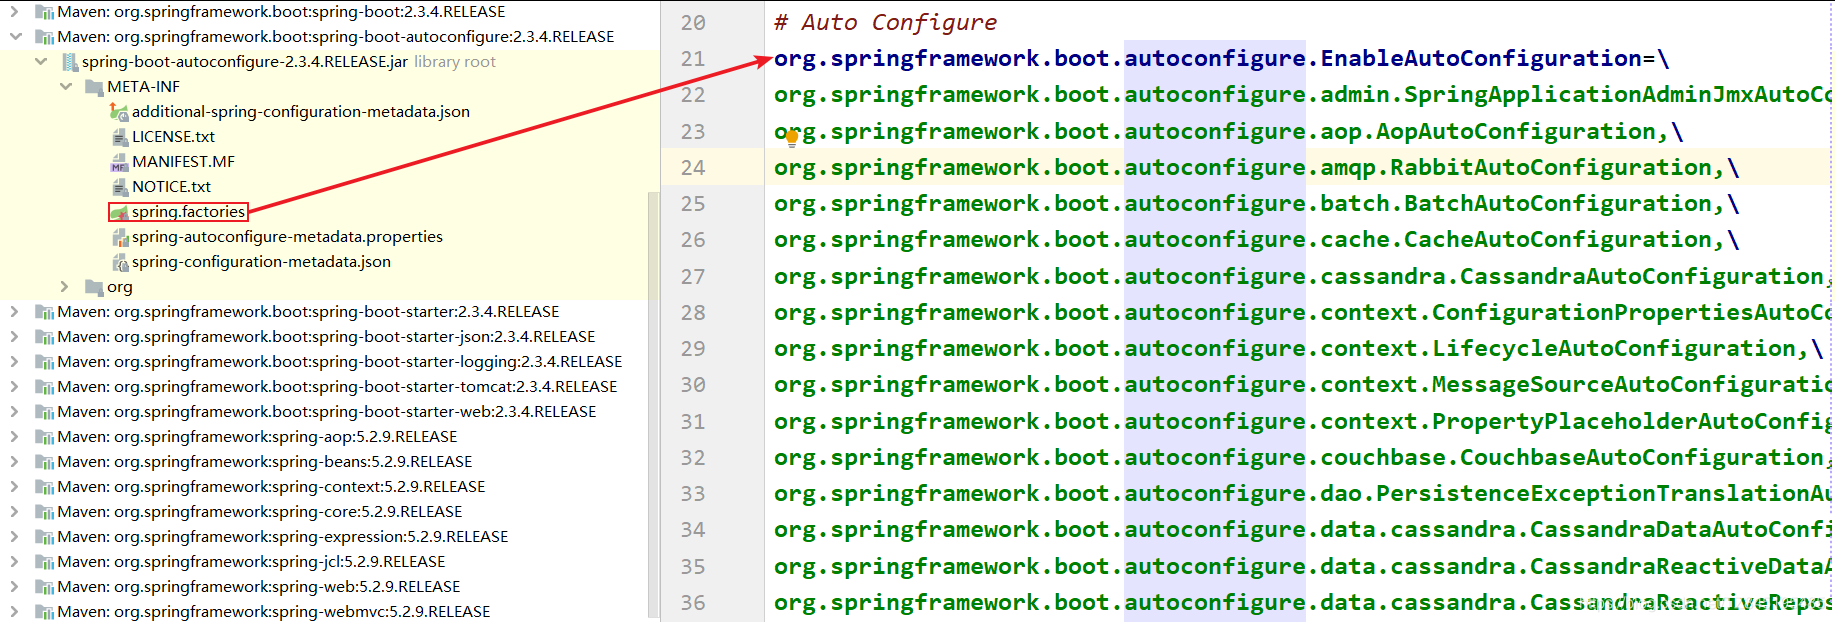 Maven: org.springframework.boot:spring-boot:2.3.4.RELEASE
Maven: org.springframework.boot:spring-boot-autoconfigure:2.3.4.RELEASE
spring-boot-autoconfigure-2.3.4.RELEASE.jar library root
META-INF
additional-spring-configuration-metadata.json
LICENSE.txt
MANIFEST.MF
NOTICE.txt
spring.factories
spring-autoconfigure-metadata.properties
spring-configuration-metadata.json
org
Maven: org.springframework.boot:spring-boot-starter:2.3.4.RELEASE
Maven: org.springframework.boot:spring-boot-starter-json:2.3.4.RELEASE
Maven: org.springframework.boot:spring-boot-starter-logging:2.3.4.RELEASE
Maven: org.springframework.boot:spring-boot-starter-tomcat:2.3.4.RELEASE
Maven: org.springframework.boot:spring-boot-starter-web:2.3.4.RELEASE
Maven: org.springframework:spring-aop:5.2.9.RELEASE
Maven: org.springframework:spring-beans:5.2.9.RELEASE
Maven: org.springframework:spring-context:5.2.9.RELEASE
Maven: org.springframework:spring-core:5.2.9.RELEASE
Maven: org.springframework:spring-expression:5.2.9.RELEASE
Maven: org.springframework:spring-jcl:5.2.9.RELEASE
Maven: org.springframework:spring-web:5.2.9.RELEASE
Maven: org.springframework:spring-webmvc:5.2.9.RELEASE
20 # Auto Configure
21 org.springframework.boot.autoconfigure.EnableAutoConfiguration=\
22 org.springframework.boot.autoconfigure.admin.SpringApplicationAdminJmxAutoCo
23 org.springframework.boot.autoconfigure.aop.AopAutoConfiguration,\
24 org.springframework.boot.autoconfigure.amqp.RabbitAutoConfiguration,\
25 org.springframework.boot.autoconfigure.batch.BatchAutoConfiguration,\
26 org.springframework.boot.autoconfigure.cache.CacheAutoConfiguration,\
27 org.springframework.boot.autoconfigure.cassandra.CassandraAutoConfiguration,
28 org.springframework.boot.autoconfigure.context.ConfigurationPropertiesAutoCo
29 org.springframework.boot.autoconfigure.context.LifecycleAutoConfiguration,\
30 org.springframework.boot.autoconfigure.context.MessageSourceAutoConfiguratio
31 org.springframework.boot.autoconfigure.context.PropertyPlaceholderAutoConfig
32 org.springframework.boot.autoconfigure.couchbase.CouchbaseAutoConfiguration,
33 org.springframework.boot.autoconfigure.dao.PersistenceExceptionTranslationAu
34 org.springframework.boot.autoconfigure.data.cassandra.CassandraDataAutoConfi
35 org.springframework.boot.autoconfigure.data.cassandra.CassandraReactiveDataA
36 org.springframework.boot.autoconfigure.data.cassandra.CassandraReactiveRepos